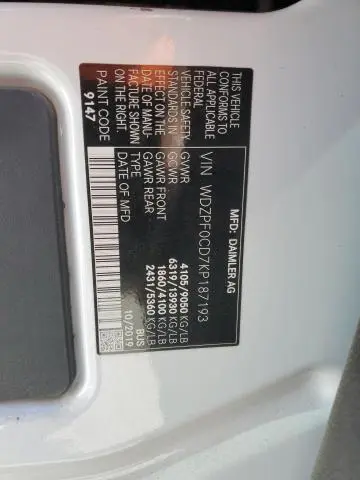 MFD: DAIMLER AG
VIN WDZPF0CD7KP187193
THIS VEHICLE
CONFORMS TO
ALL APPLICABLE
FEDERAL
VEHICLE SAFETY
STANDARDS IN
EFFECT ON THE
DATE OF MANU-
FACTURE SHOWN
ON THE RIGHT.
PAINT CODE
9147
GVWR 4105/9050 KG/LB
GCWR 6319/13930 KG/LB
GAWR FRONT 1860/4100 KG/LB
GAWR REAR 2431/5360 KG/LB
TYPE BUS
DATE OF MFD 10/2019